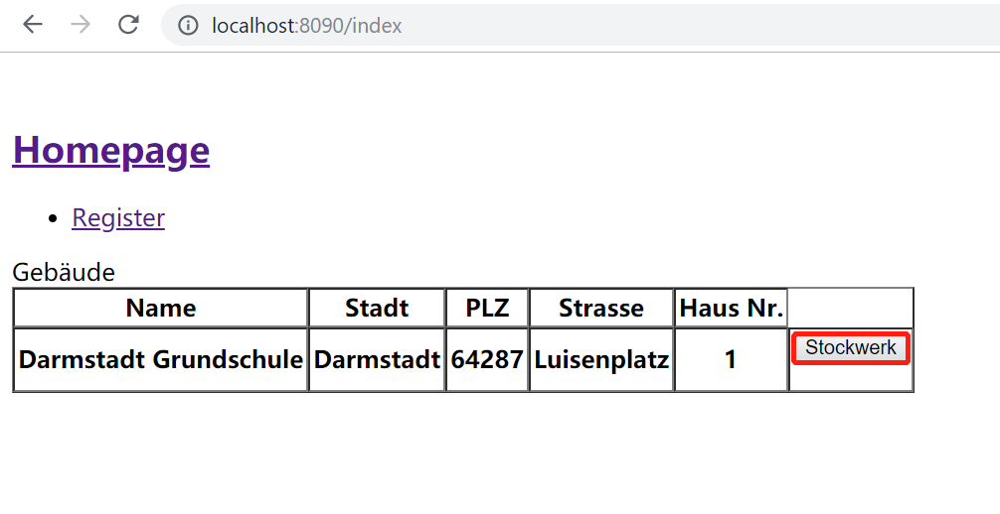 localhost:8090/index
Homepage
Register
Gebäude
Name Stadt PLZ Strasse Haus Nr.
Darmstadt Grundschule Darmstadt 64287 Luisenplatz 1 Stockwerk